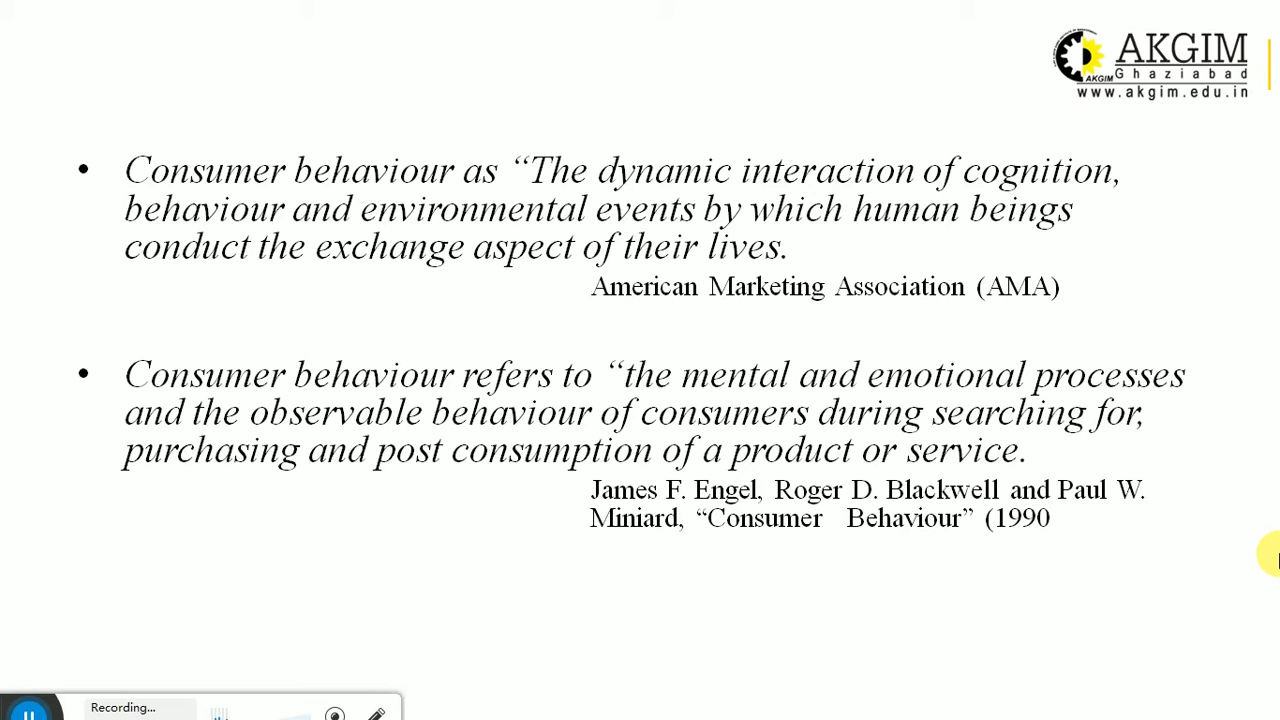 AKGIM
Ghaziabad
AKGIM
www.akgim.edu.in
• Consumer behaviour as “The dynamic interaction of cognition,
behaviour and environmental events by which human beings
conduct the exchange aspect of their lives.
American Marketing Association (AMA)
• Consumer behaviour refers to “the mental and emotional processes
and the observable behaviour of consumers during searching for,
purchasing and post consumption of a product or service.
James F. Engel, Roger D. Blackwell and Paul W.
Miniard, “Consumer Behaviour” (1990
Recording...